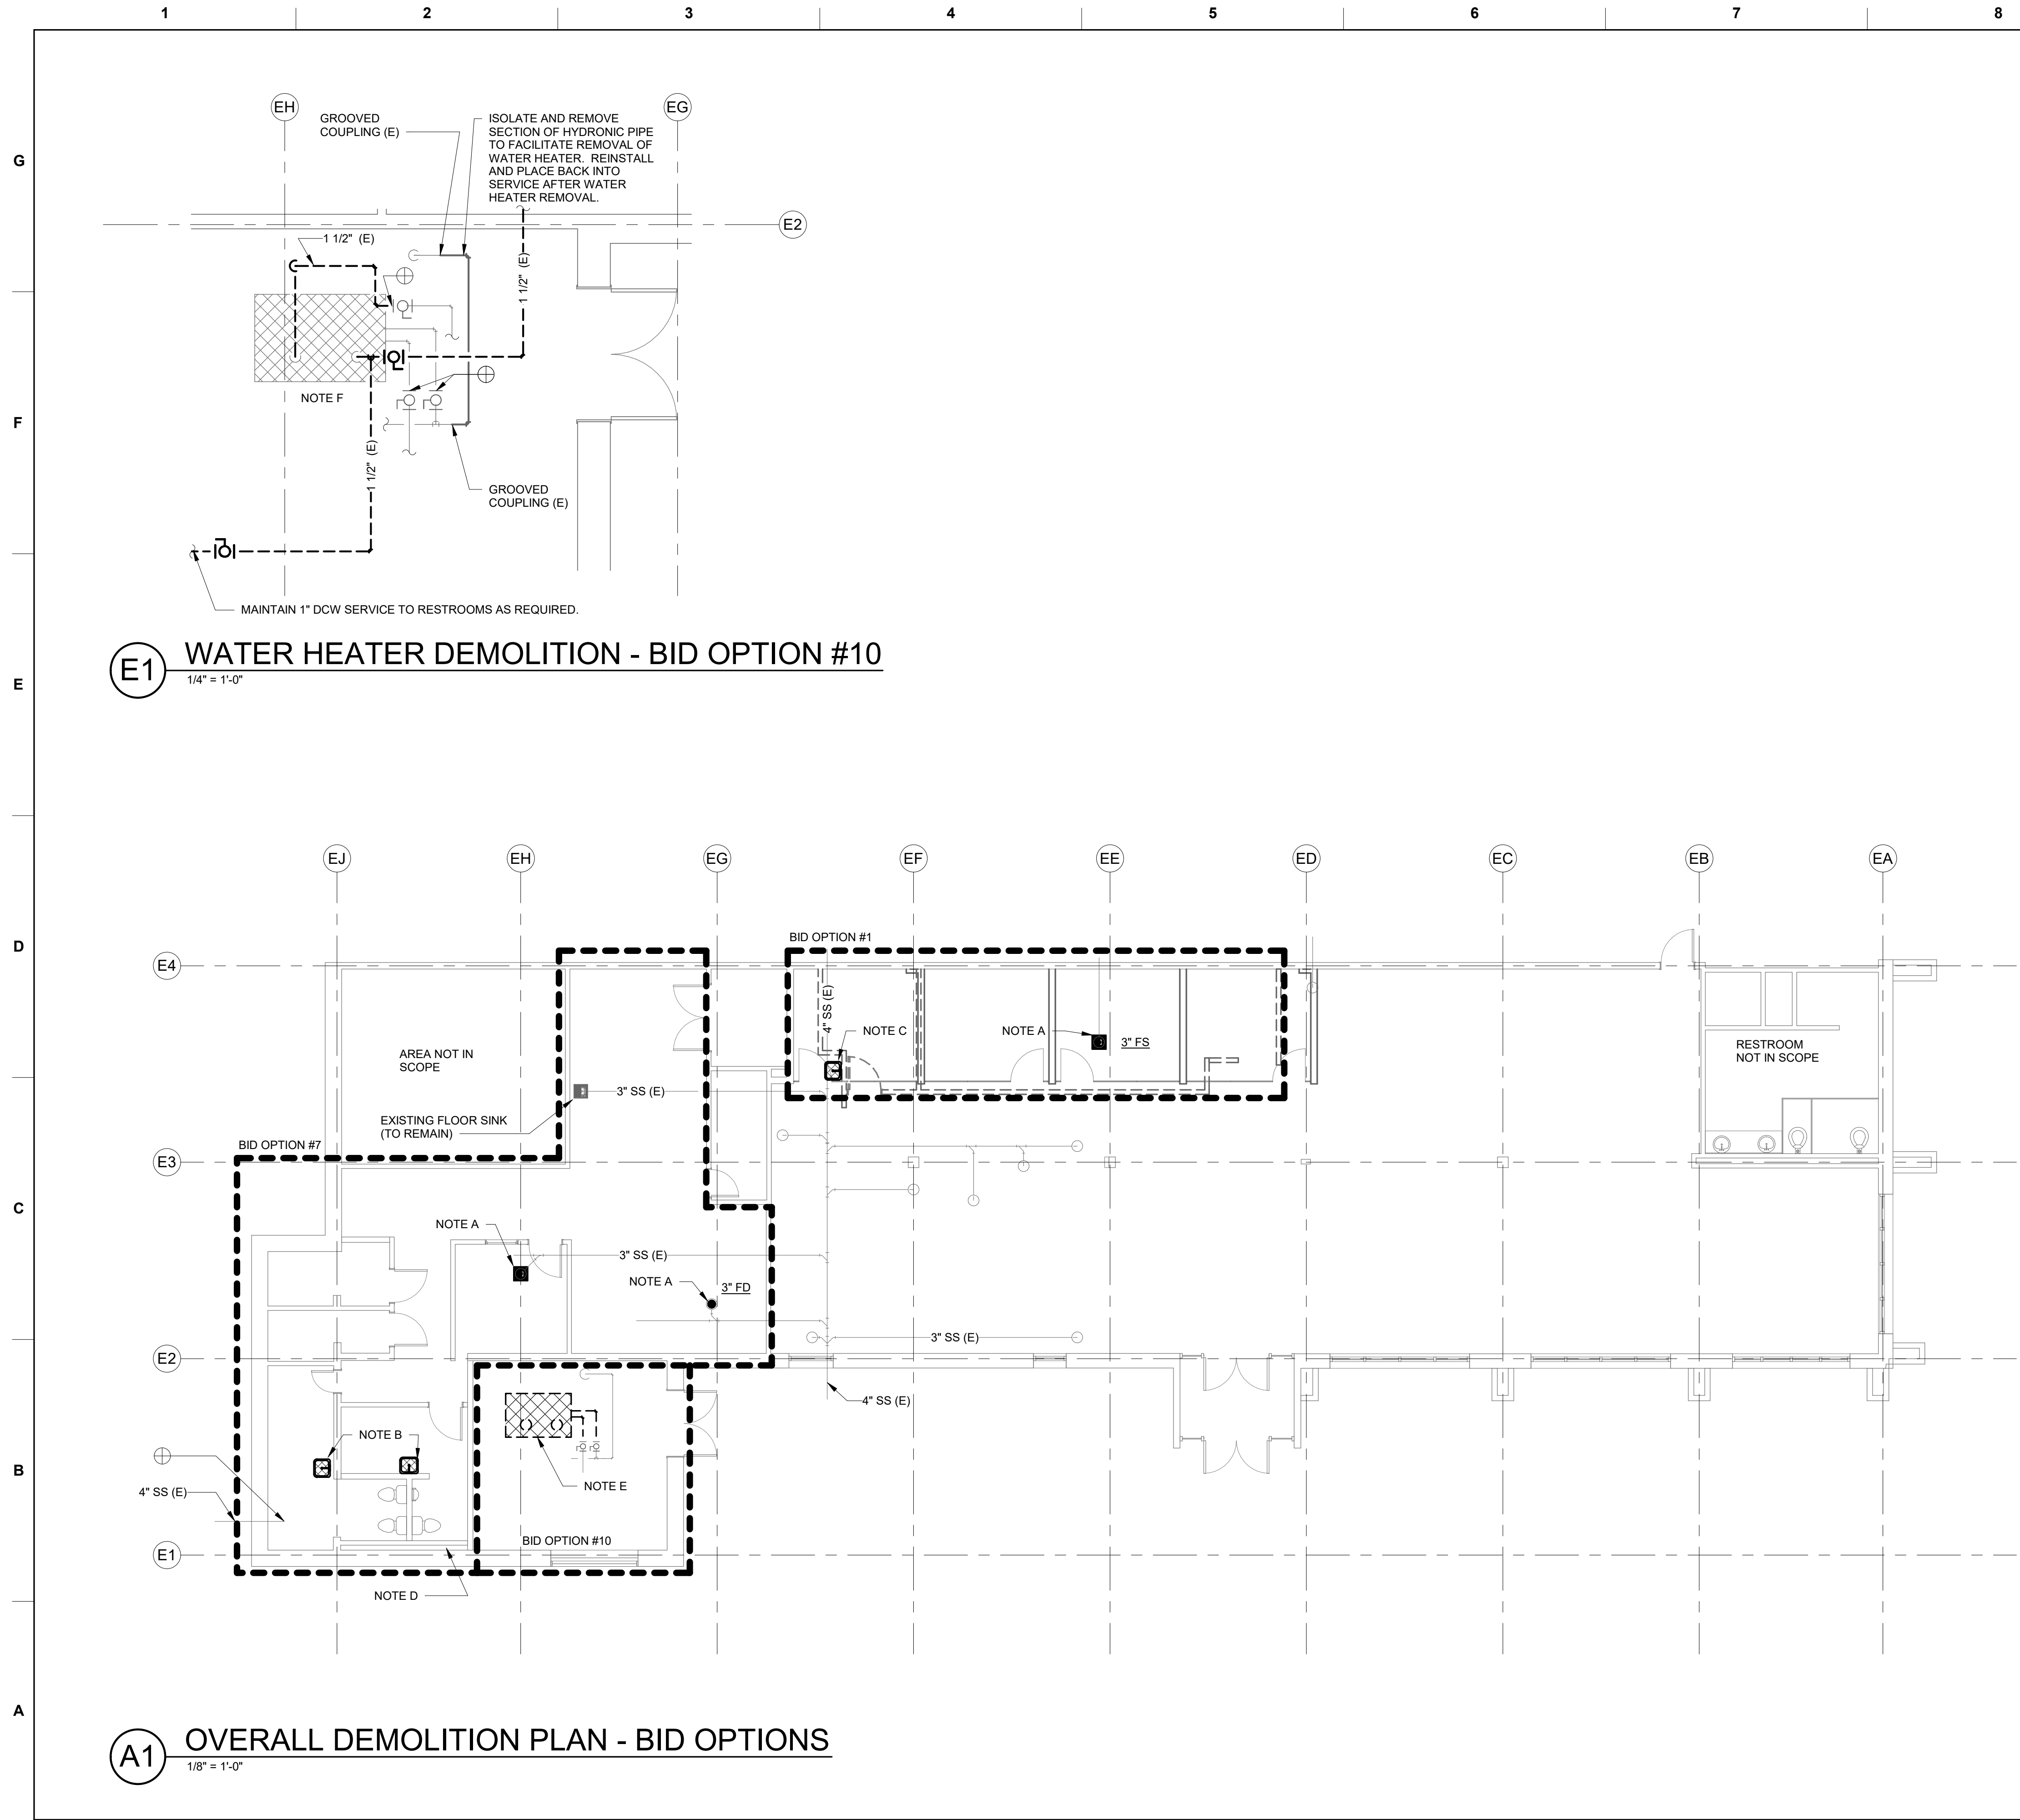 1 2 3 4 5 6 7 8
G
F
E
D
C
B
A
EH
EG
GROOVED
COUPLING (E)
ISOLATE AND REMOVE
SECTION OF HYDRONIC PIPE
TO FACILITATE REMOVAL OF
WATER HEATER. REINSTALL
AND PLACE BACK INTO
SERVICE AFTER WATER
HEATER REMOVAL.
E2
1 1/2" (E)
1 1/2" (E)
NOTE F
1 1/2" (E)
GROOVED
COUPLING (E)
MAINTAIN 1" DCW SERVICE TO RESTROOMS AS REQUIRED.
E1
WATER HEATER DEMOLITION - BID OPTION #10
1/4" = 1'-0"
EJ EH EG EF EE ED EC EB EA
BID OPTION #1
E4
4" SS (E)
NOTE C
NOTE A
3" FS
AREA NOT IN
SCOPE
RESTROOM
NOT IN SCOPE
3" SS (E)
EXISTING FLOOR SINK
(TO REMAIN)
BID OPTION #7
E3
NOTE A
3" SS (E)
NOTE A
3" FD
3" SS (E)
E2
4" SS (E)
NOTE B
NOTE E
4" SS (E)
BID OPTION #10
E1
NOTE D
A1
OVERALL DEMOLITION PLAN - BID OPTIONS
1/8" = 1'-0"